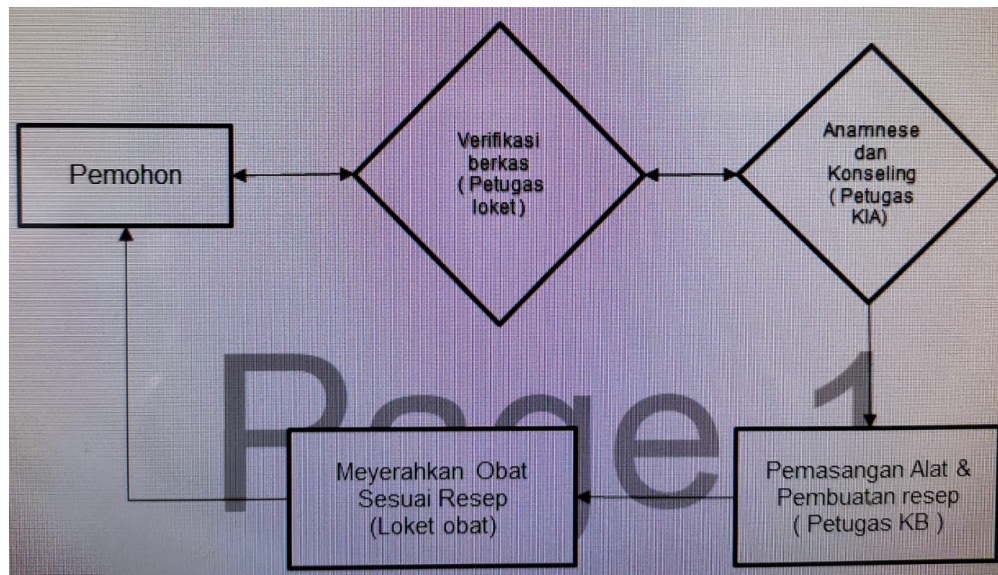 Pemohon
Verifikasi
berkas
( Petugas
loket )
Anamnese
dan
Konseling
( Petugas
KIA)
Meyerahkan Obat
Sesuai Resep
(Loket obat)
Pemasangan Alat &
Pembuatan resep
( Petugas KB )
Page 1